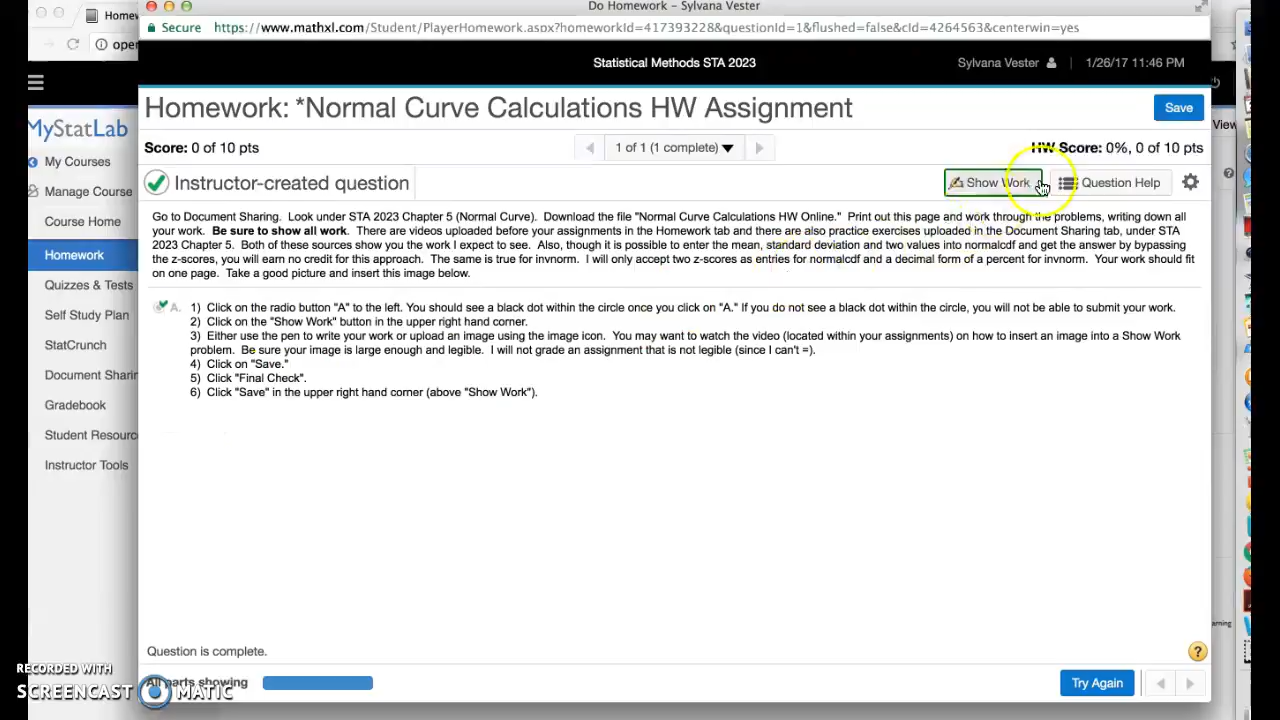 Do Homework - Sylvana Vester
Homew
Secure https://www.mathxl.com/Student/PlayerHomework.aspx?homeworkId=417393228&questionId=1&flushed=false&cId=4264563&centerwin=yes
open
Statistical Methods STA 2023
Sylvana Vester 1/26/17 11:46 PM
Homework: *Normal Curve Calculations HW Assignment
Save
MyStatLab
View
Score: 0 of 10 pts
1 of 1 (1 complete)
HW Score: 0%, 0 of 10 pts
My Courses
Manage Course
Course Home
Homework
Quizzes & Tests
Self Study Plan
StatCrunch
Document Sharin
Gradebook
Student Resourc
Instructor Tools
Instructor-created question
Show Work
Question Help
Go to Document Sharing. Look under STA 2023 Chapter 5 (Normal Curve). Download the file "Normal Curve Calculations HW Online." Print out this page and work through the problems, writing down all
your work. Be sure to show all work. There are videos uploaded before your assignments in the Homework tab and there are also practice exercises uploaded in the Document Sharing tab, under STA
2023 Chapter 5. Both of these sources show you the work I expect to see. Also, though it is possible to enter the mean, standard deviation and two values into normalcdf and get the answer by bypassing
the z-scores, you will earn no credit for this approach. The same is true for invnorm. I will only accept two z-scores as entries for normalcdf and a decimal form of a percent for invnorm. Your work should fit
on one page. Take a good picture and insert this image below.
A. 1) Click on the radio button "A" to the left. You should see a black dot within the circle once you click on "A." If you do not see a black dot within the circle, you will not be able to submit your work.
2) Click on the "Show Work" button in the upper right hand corner.
3) Either use the pen to write your work or upload an image using the image icon. You may want to watch the video (located within your assignments) on how to insert an image into a Show Work
problem. Be sure your image is large enough and legible. I will not grade an assignment that is not legible (since I can't =).
4) Click on "Save."
5) Click "Final Check".
6) Click "Save" in the upper right hand corner (above "Show Work").
Question is complete.
?
All parts showing
Try Again
RECORDED WITH
SCREENCAST MATIC